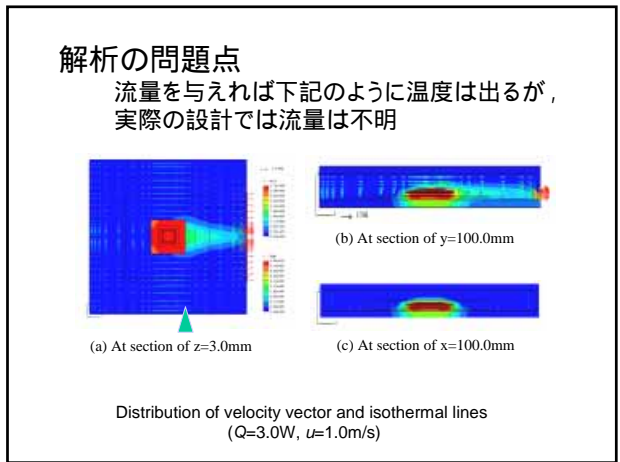 解析の問題点
流量を与えれば下記のように温度は出るが,
実際の設計では流量は不明
(a) At section of z=3.0mm
(b) At section of y=100.0mm
(c) At section of x=100.0mm
Distribution of velocity vector and isothermal lines
(Q=3.0W, u=1.0m/s)